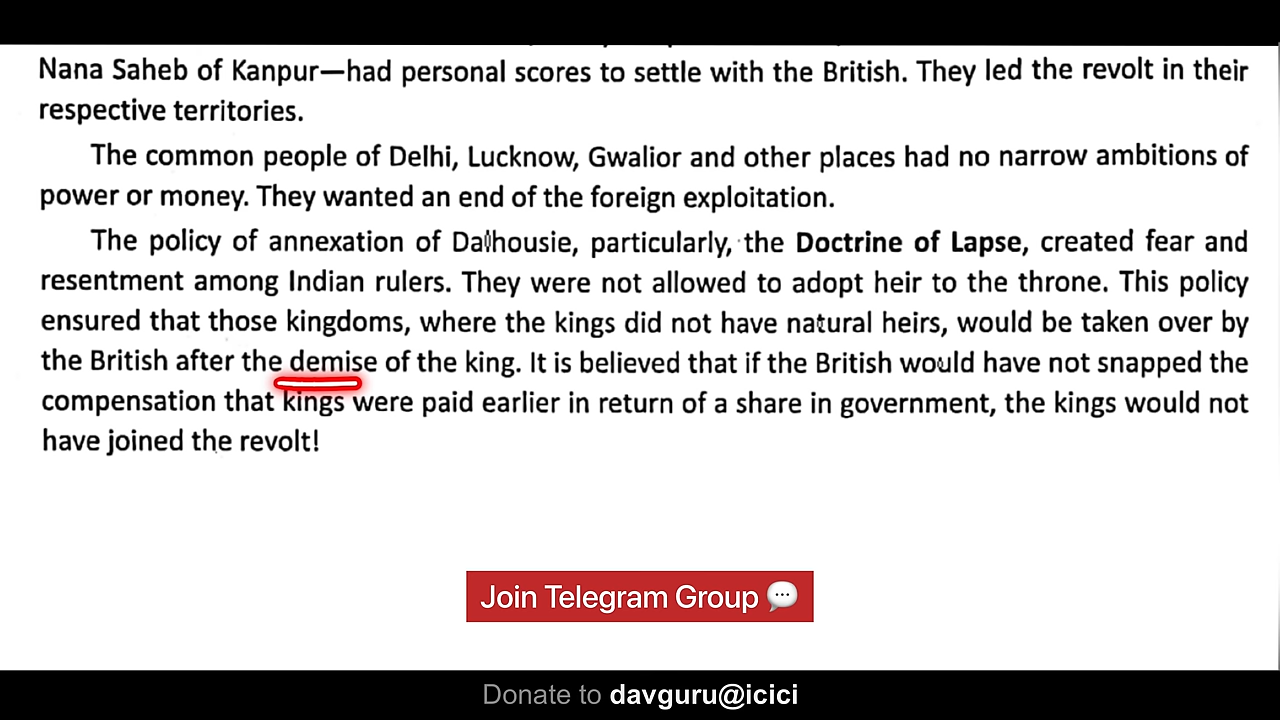 Nana Saheb of Kanpur—had personal scores to settle with the British. They led the revolt in their
respective territories.
The common people of Delhi, Lucknow, Gwalior and other places had no narrow ambitions of
power or money. They wanted an end of the foreign exploitation.
The policy of annexation of Dalhousie, particularly, the Doctrine of Lapse, created fear and
resentment among Indian rulers. They were not allowed to adopt heir to the throne. This policy
ensured that those kingdoms, where the kings did not have natural heirs, would be taken over by
the British after the demise of the king. It is believed that if the British would have not snapped the
compensation that kings were paid earlier in return of a share in government, the kings would not
have joined the revolt!
Join Telegram Group 💬
Donate to davguru@icici